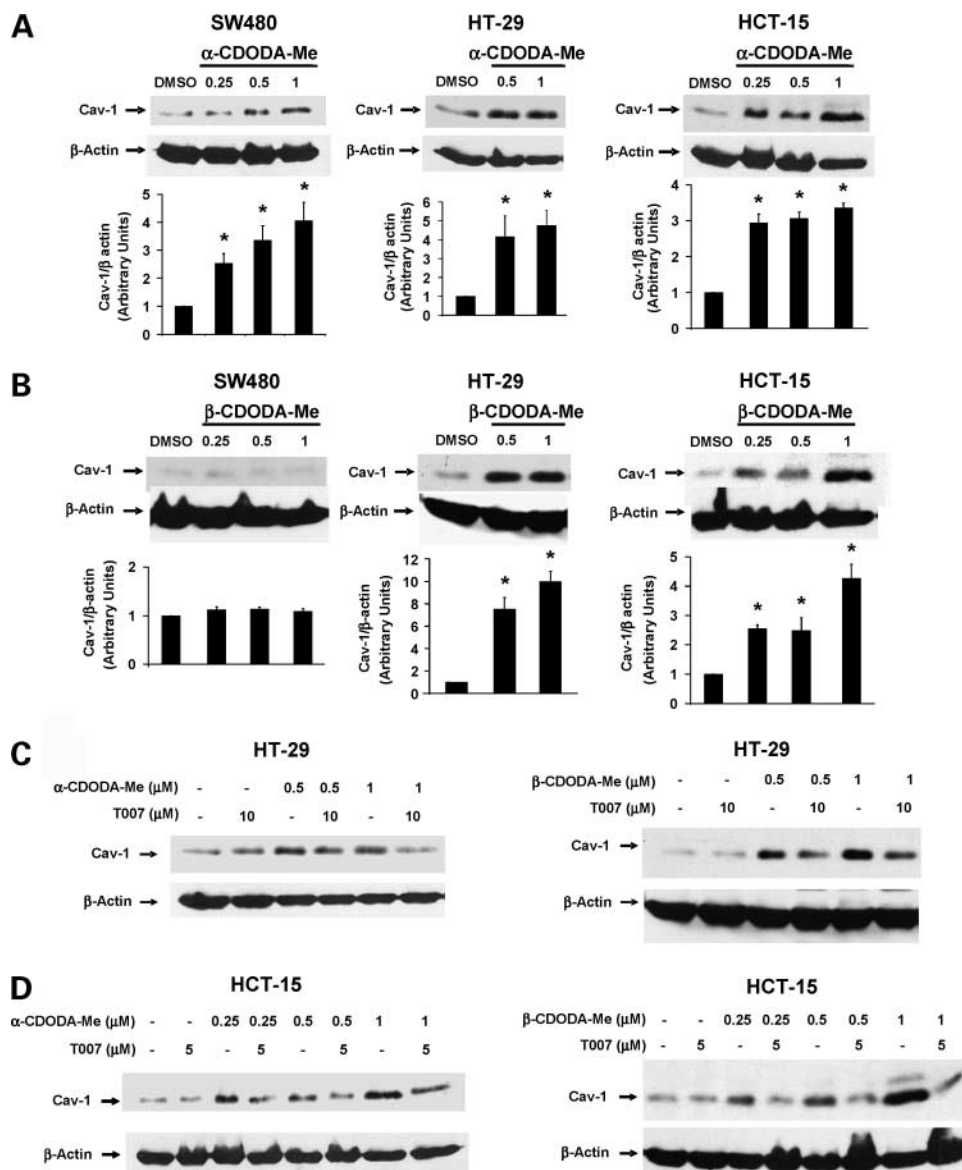 A
SW480
α-CDODA-Me
DMSO 0.25 0.5 1
Cav-1
β-Actin
Cav-1/β actin
(Arbitrary Units)
5
4
3
2
1
0
* * *
HT-29
α-CDODA-Me
DMSO 0.5 1
Cav-1
β-Actin
Cav-1/β actin
(Arbitrary Units)
8
7
6
5
4
3
2
1
0
* *
HCT-15
α-CDODA-Me
DMSO 0.25 0.5 1
Cav-1
β-Actin
Cav-1/β actin
(Arbitrary Units)
4
3
2
1
0
* * *
B
SW480
β-CDODA-Me
DMSO 0.25 0.5 1
Cav-1
β-Actin
Cav-1/β-actin
(Arbitrary Units)
2
1
0
HT-29
β-CDODA-Me
DMSO 0.5 1
Cav-1
β-Actin
Cav-1/β-actin
(Arbitrary Units)
12
10
8
6
4
2
0
* *
HCT-15
β-CDODA-Me
DMSO 0.25 0.5 1
Cav-1
β-Actin
Cav-1/β actin
(Arbitrary Units)
5
4
3
2
1
0
* * *
C
HT-29
α-CDODA-Me (μM) - - 0.5 0.5 1 1
T007 (μM) - 10 - 10 - 10
Cav-1
β-Actin
HT-29
β-CDODA-Me (μM) - - 0.5 0.5 1 1
T007 (μM) - 10 - 10 - 10
Cav-1
β-Actin
D
HCT-15
α-CDODA-Me (μM) - - 0.25 0.25 0.5 0.5 1 1
T007 (μM) - 5 - 5 - 5 - 5
Cav-1
β-Actin
HCT-15
β-CDODA-Me (μM) - - 0.25 0.25 0.5 0.5 1 1
T007 (μM) - 5 - 5 - 5 - 5
Cav-1
β-Actin